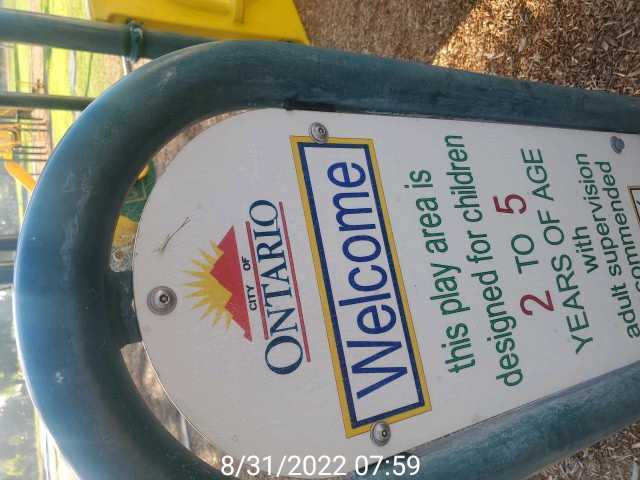 CITY OF
ONTARIO
Welcome
this play area is
designed for children
2 TO 5
YEARS OF AGE
with
adult supervision
8/31/2022 07:59